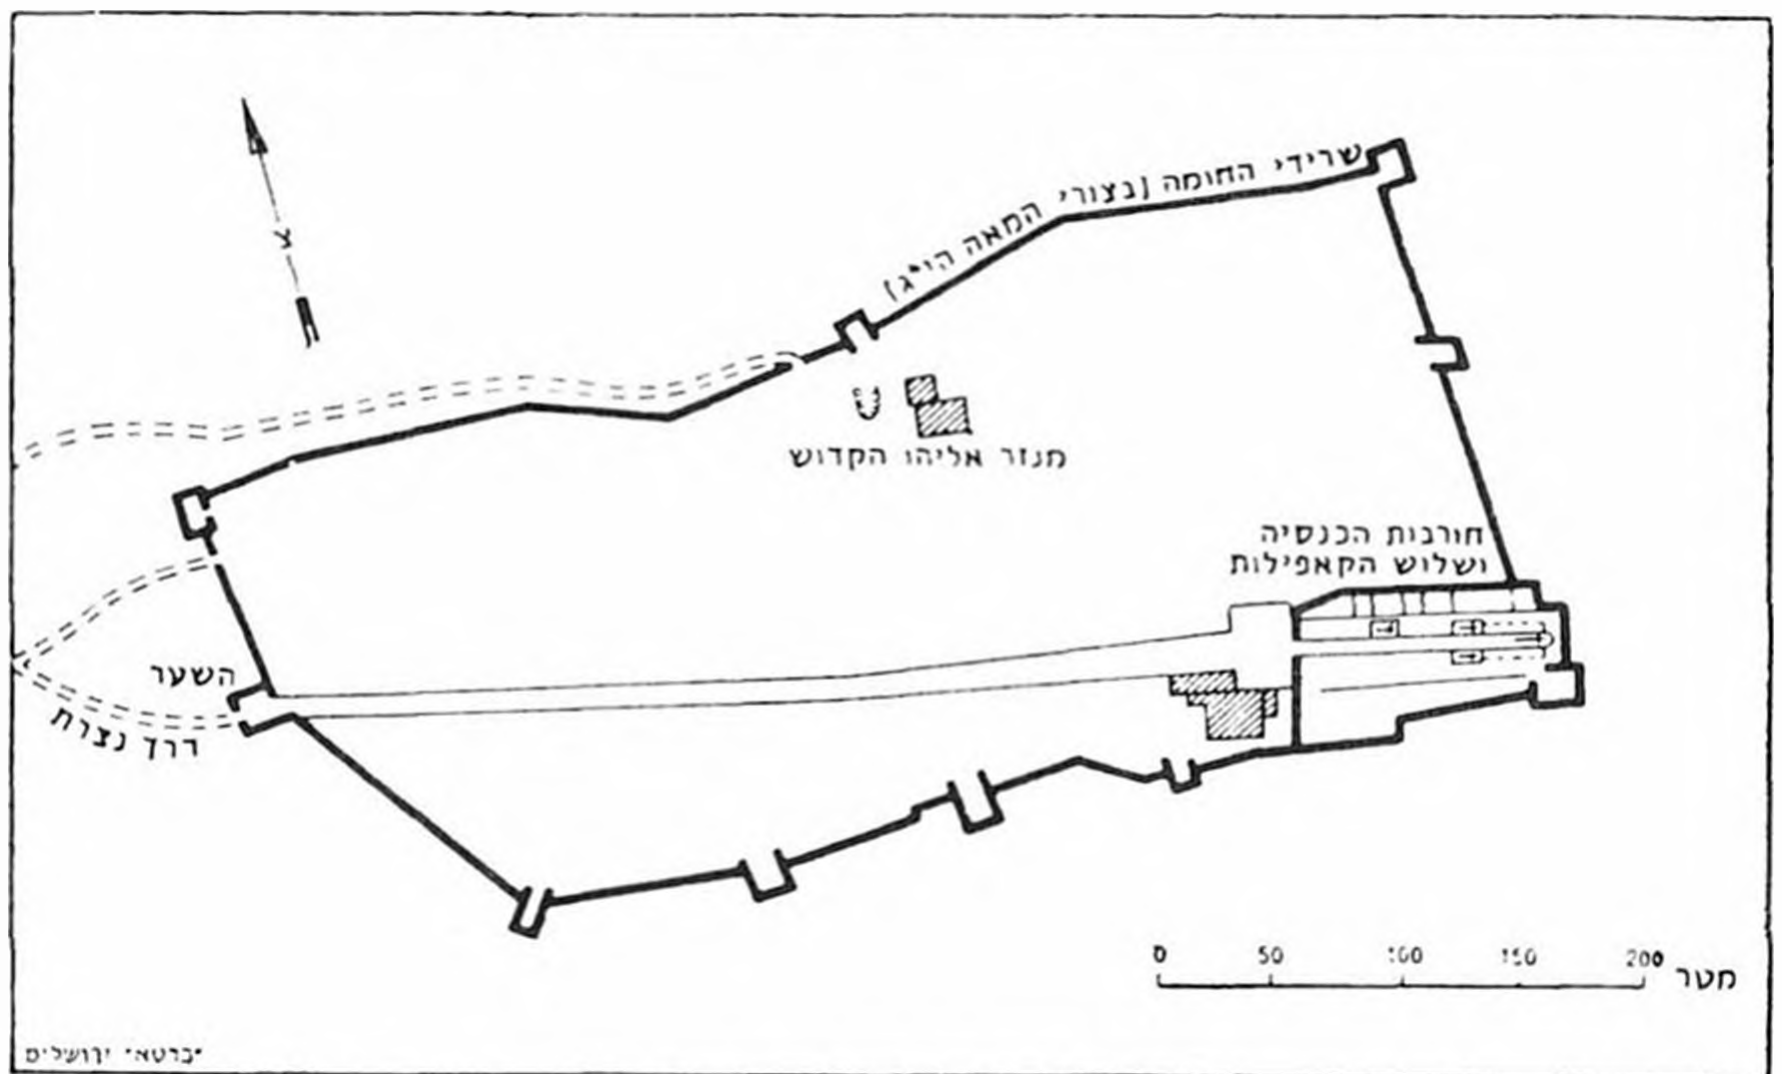 שרידי החומה (בצורי המאה הי״ג)
צ
מנזר אליהו הקדוש
חורבות הכנסיה
ושלוש הקאפילות
השער
דרך נצרת
0 50 100 150 200 מטר
"כרטא" ירושלים